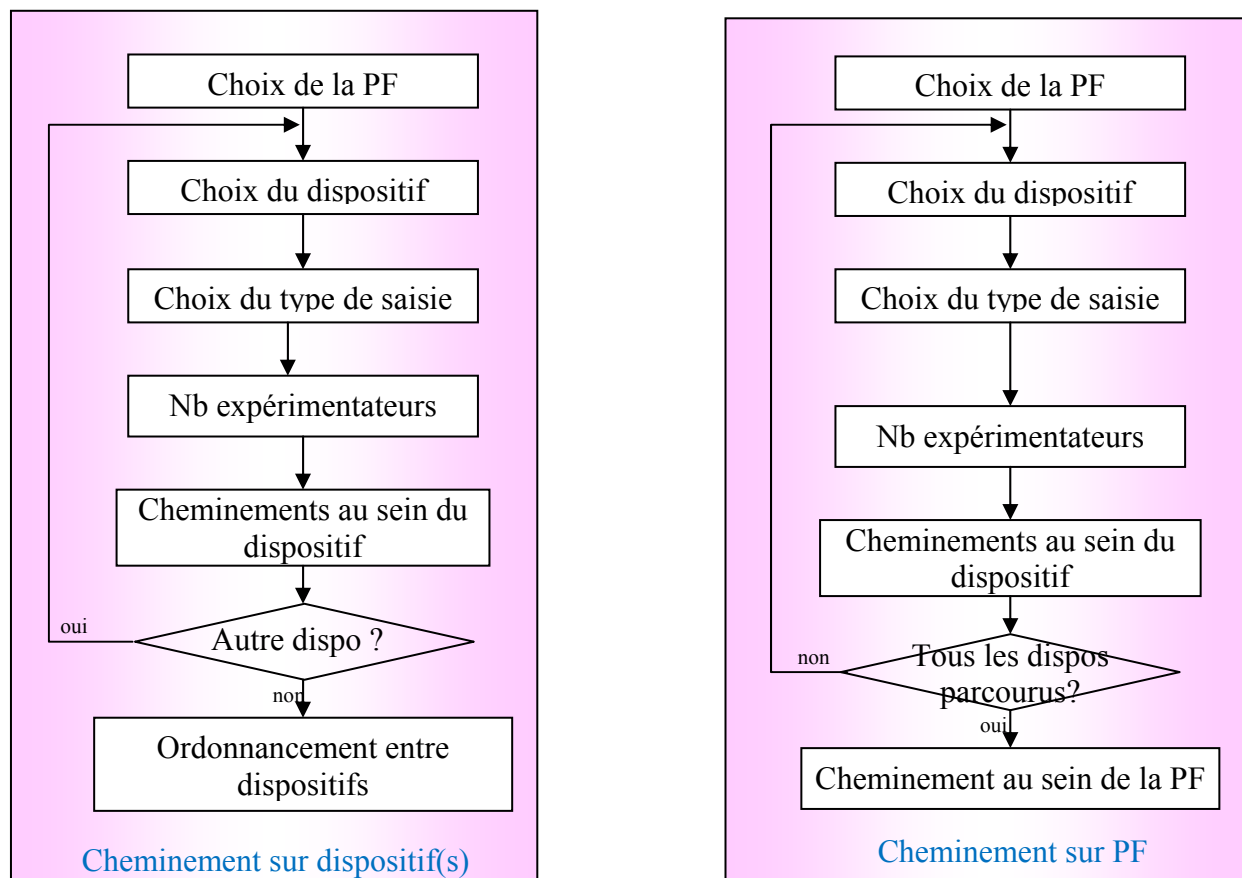 Choix de la PF
Choix du dispositif
Choix du type de saisie
Nb expérimentateurs
Cheminements au sein du
dispositif
oui
Autre dispo ?
non
Ordonnancement entre
dispositifs
Cheminement sur dispositif(s)
Choix de la PF
Choix du dispositif
Choix du type de saisie
Nb expérimentateurs
Cheminements au sein du
dispositif
non
Tous les dispos
parcourus?
oui
Cheminement au sein de la PF
Cheminement sur PF